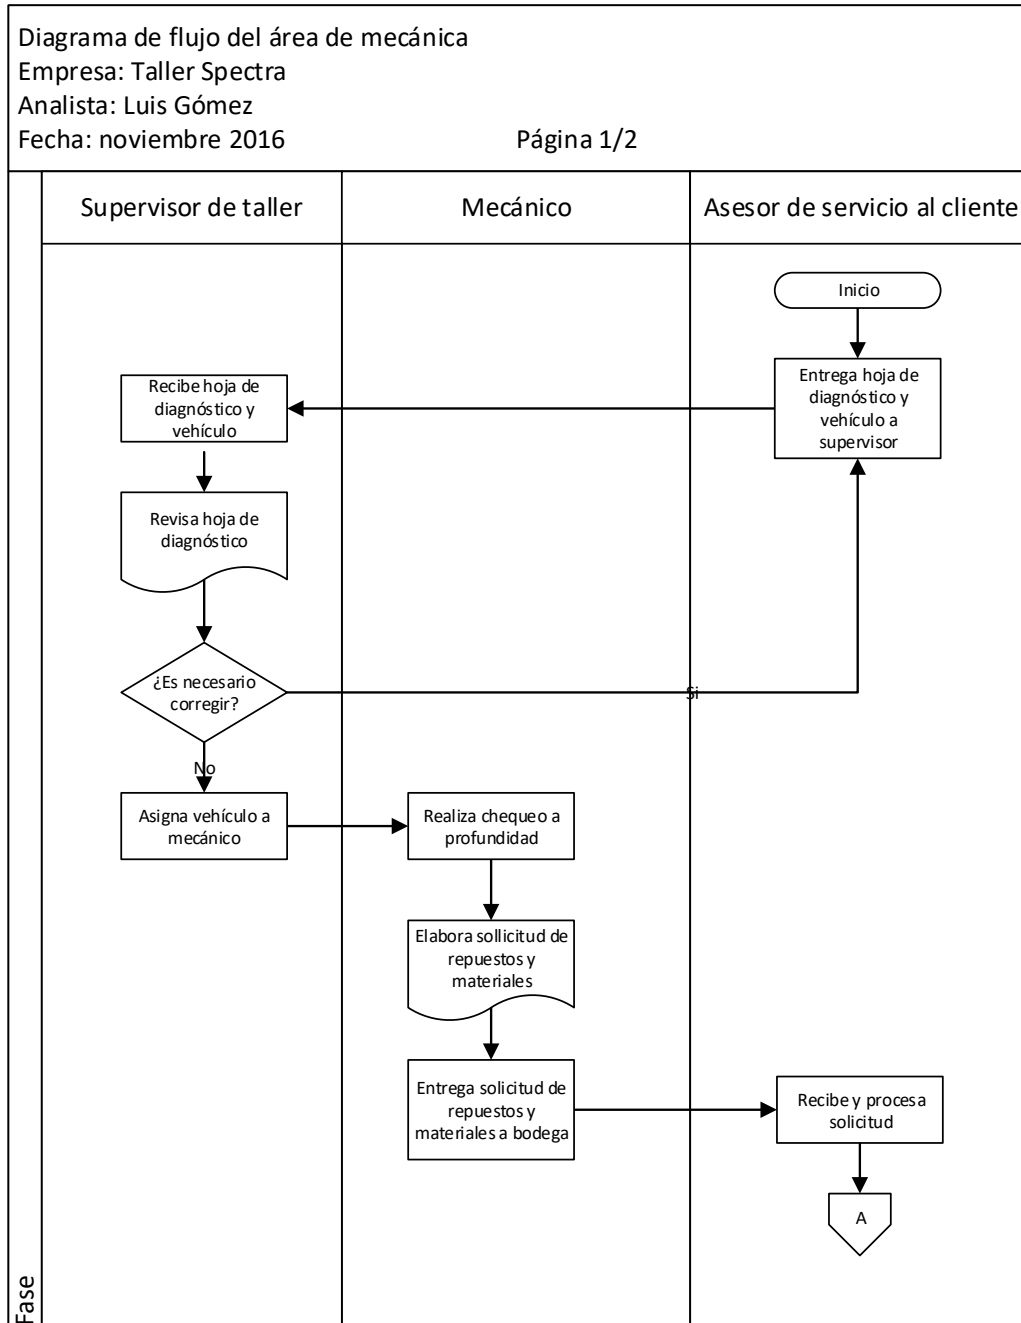 Diagrama de flujo del área de mecánica
Empresa: Taller Spectra
Analista: Luis Gómez
Fecha: noviembre 2016 Página 1/2
Supervisor de taller Mecánico Asesor de servicio al cliente
Inicio
Entrega hoja de
diagnóstico y
vehículo a
supervisor
Recibe hoja de
diagnóstico y
vehículo
Revisa hoja de
diagnóstico
¿Es necesario
corregir?
Si
No
Asigna vehículo a
mecánico
Realiza chequeo a
profundidad
Elabora sollicitud de
repuestos y
materiales
Entrega solicitud de
repuestos y
materiales a bodega
Recibe y procesa
solicitud
A
Fase